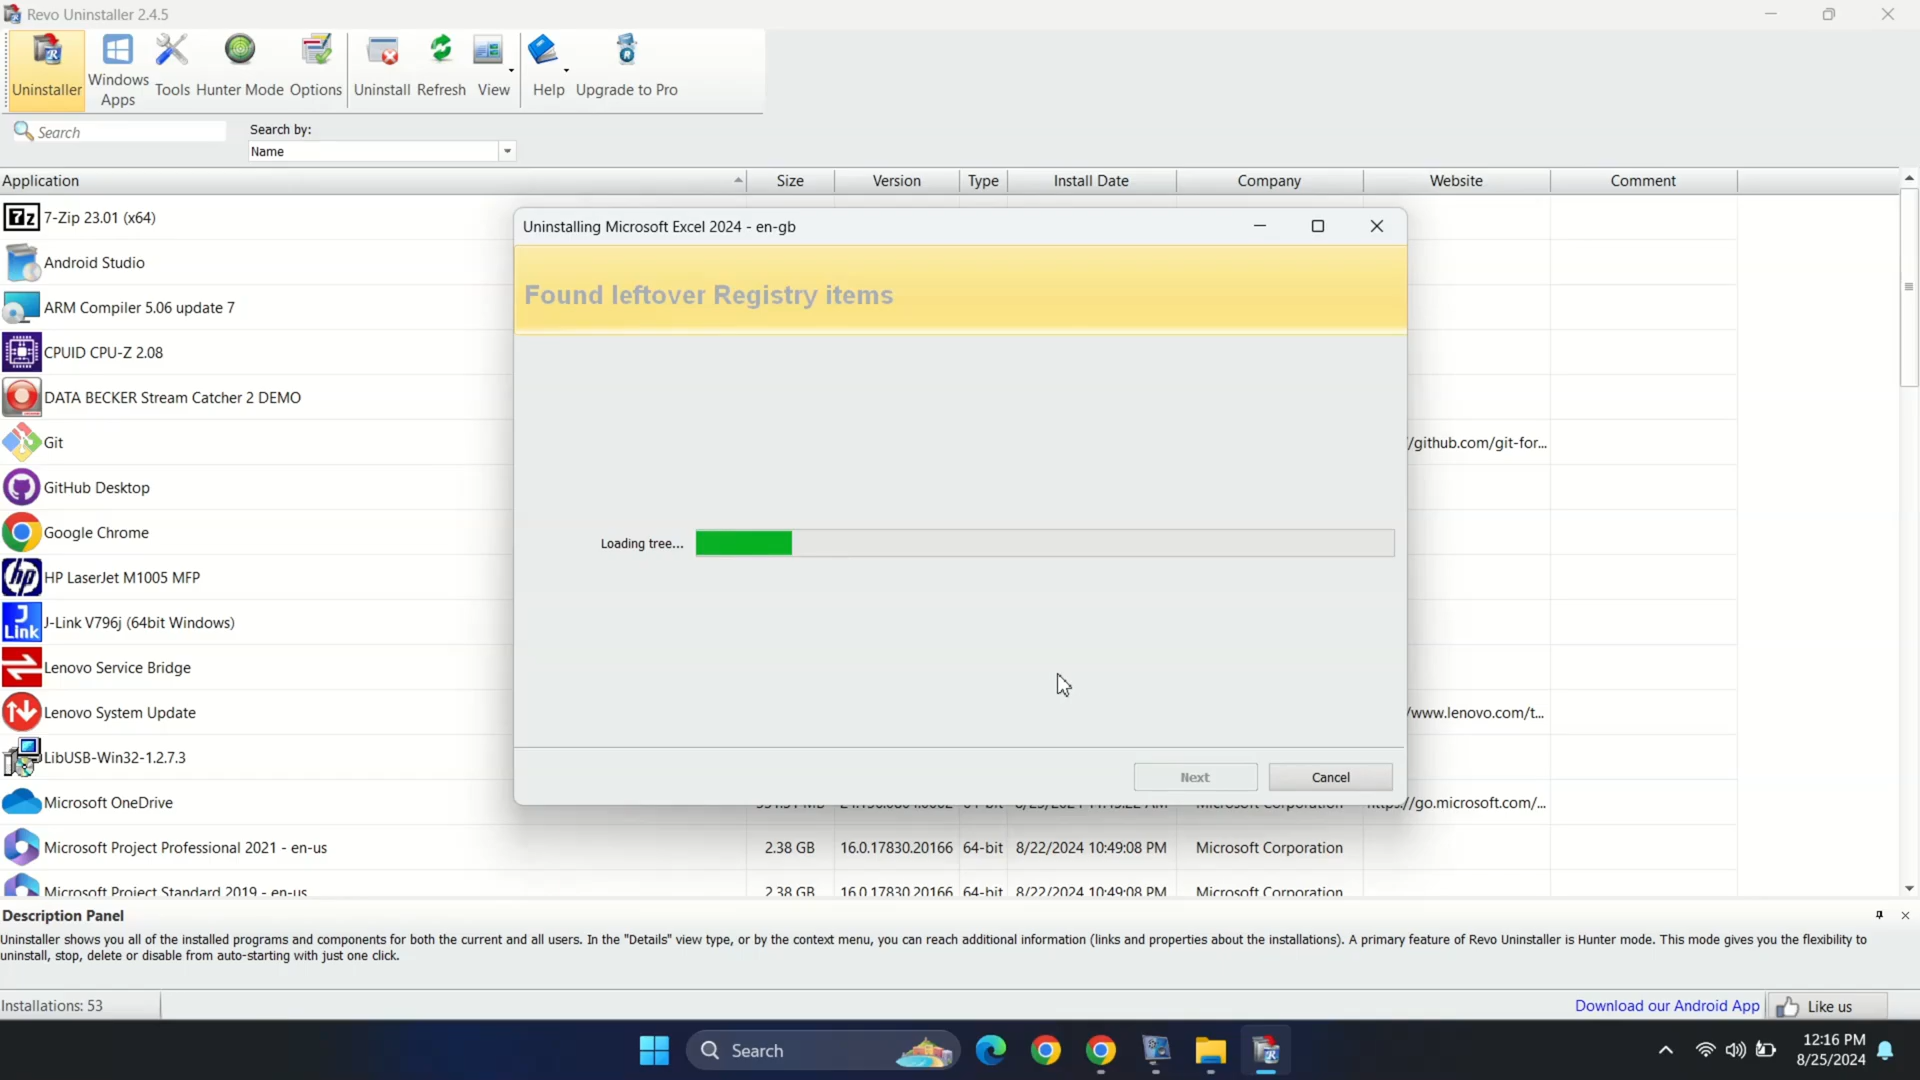 Revo Uninstaller 2.4.5
Uninstaller
Windows Apps
Tools
Hunter Mode
Options
Uninstall
Refresh
View
Help
Upgrade to Pro
Search
Search by:
Name
Application Size Version Type Install Date Company Website Comment
7-Zip 23.01 (x64)
Android Studio
ARM Compiler 5.06 update 7
CPUID CPU-Z 2.08
DATA BECKER Stream Catcher 2 DEMO
Git
/github.com/git-for...
GitHub Desktop
Google Chrome
HP LaserJet M1005 MFP
J-Link V796j (64bit Windows)
Lenovo Service Bridge
Lenovo System Update
/www.lenovo.com/t...
LibUSB-Win32-1.2.7.3
Microsoft OneDrive
Microsoft Corporation
//go.microsoft.com/...
Microsoft Project Professional 2021 - en-us 2.38 GB 16.0.17830.20166 64-bit 8/22/2024 10:49:08 PM Microsoft Corporation
Microsoft Project Standard 2019 - en-us 2.38 GB 16.0.17830.20166 64-bit 8/22/2024 10:49:08 PM Microsoft Corporation
Uninstalling Microsoft Excel 2024 - en-gb
Found leftover Registry items
Loading tree...
Next
Cancel
Description Panel
Uninstaller shows you all of the installed programs and components for both the current and all users. In the "Details" view type, or by the context menu, you can reach additional information (links and properties about the installations). A primary feature of Revo Uninstaller is Hunter mode. This mode gives you the flexibility to
uninstall, stop, delete or disable from auto-starting with just one click.
Installations: 53
Download our Android App
Like us
Search
12:16 PM
8/25/2024